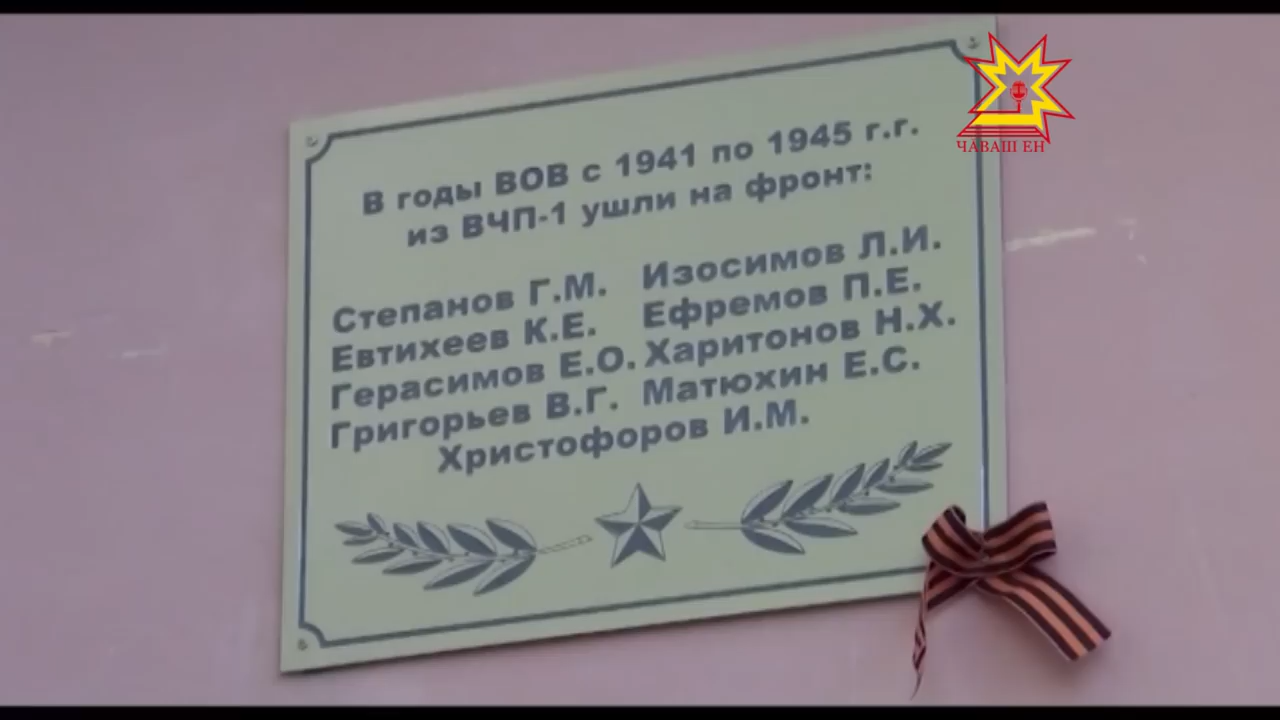 ЧАВАШ ЕН
В годы ВОВ с 1941 по 1945 г.г.
из ВЧП-1 ушли на фронт:
Степанов Г.М. Изосимов Л.И.
Евтихеев К.Е. Ефремов П.Е.
Герасимов Е.О. Харитонов Н.Х.
Григорьев В.Г. Матюхин Е.С.
Христофоров И.М.